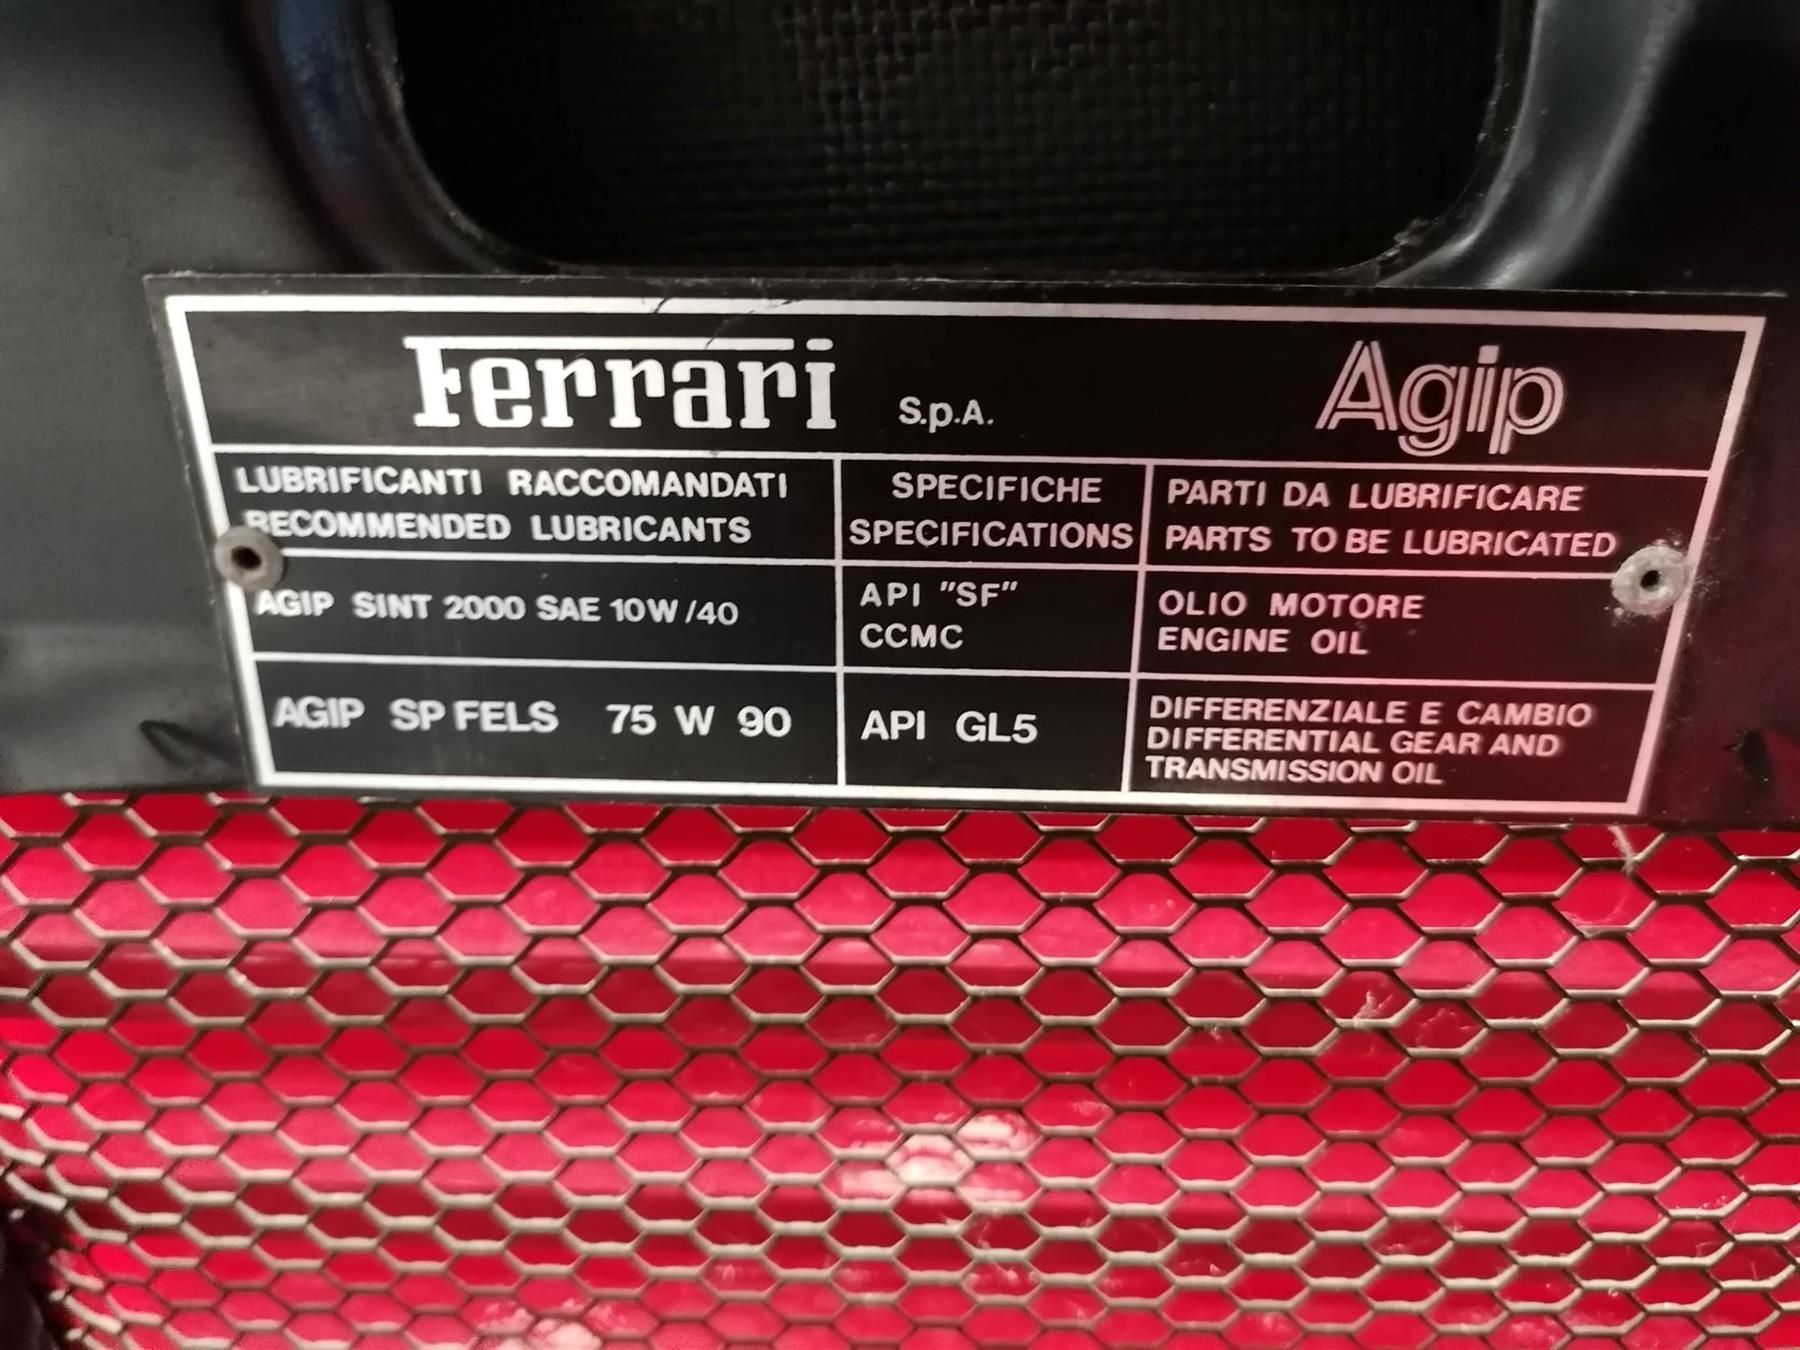 Ferrari S.p.A. Agip
LUBRIFICANTI RACCOMANDATI
RECOMMENDED LUBRICANTS
SPECIFICHE
SPECIFICATIONS
PARTI DA LUBRIFICARE
PARTS TO BE LUBRICATED
AGIP SINT 2000 SAE 10W/40
API "SF"
CCMC
OLIO MOTORE
ENGINE OIL
AGIP SP FELS 75 W 90
API GL5
DIFFERENZIALE E CAMBIO
DIFFERENTIAL GEAR AND
TRANSMISSION OIL